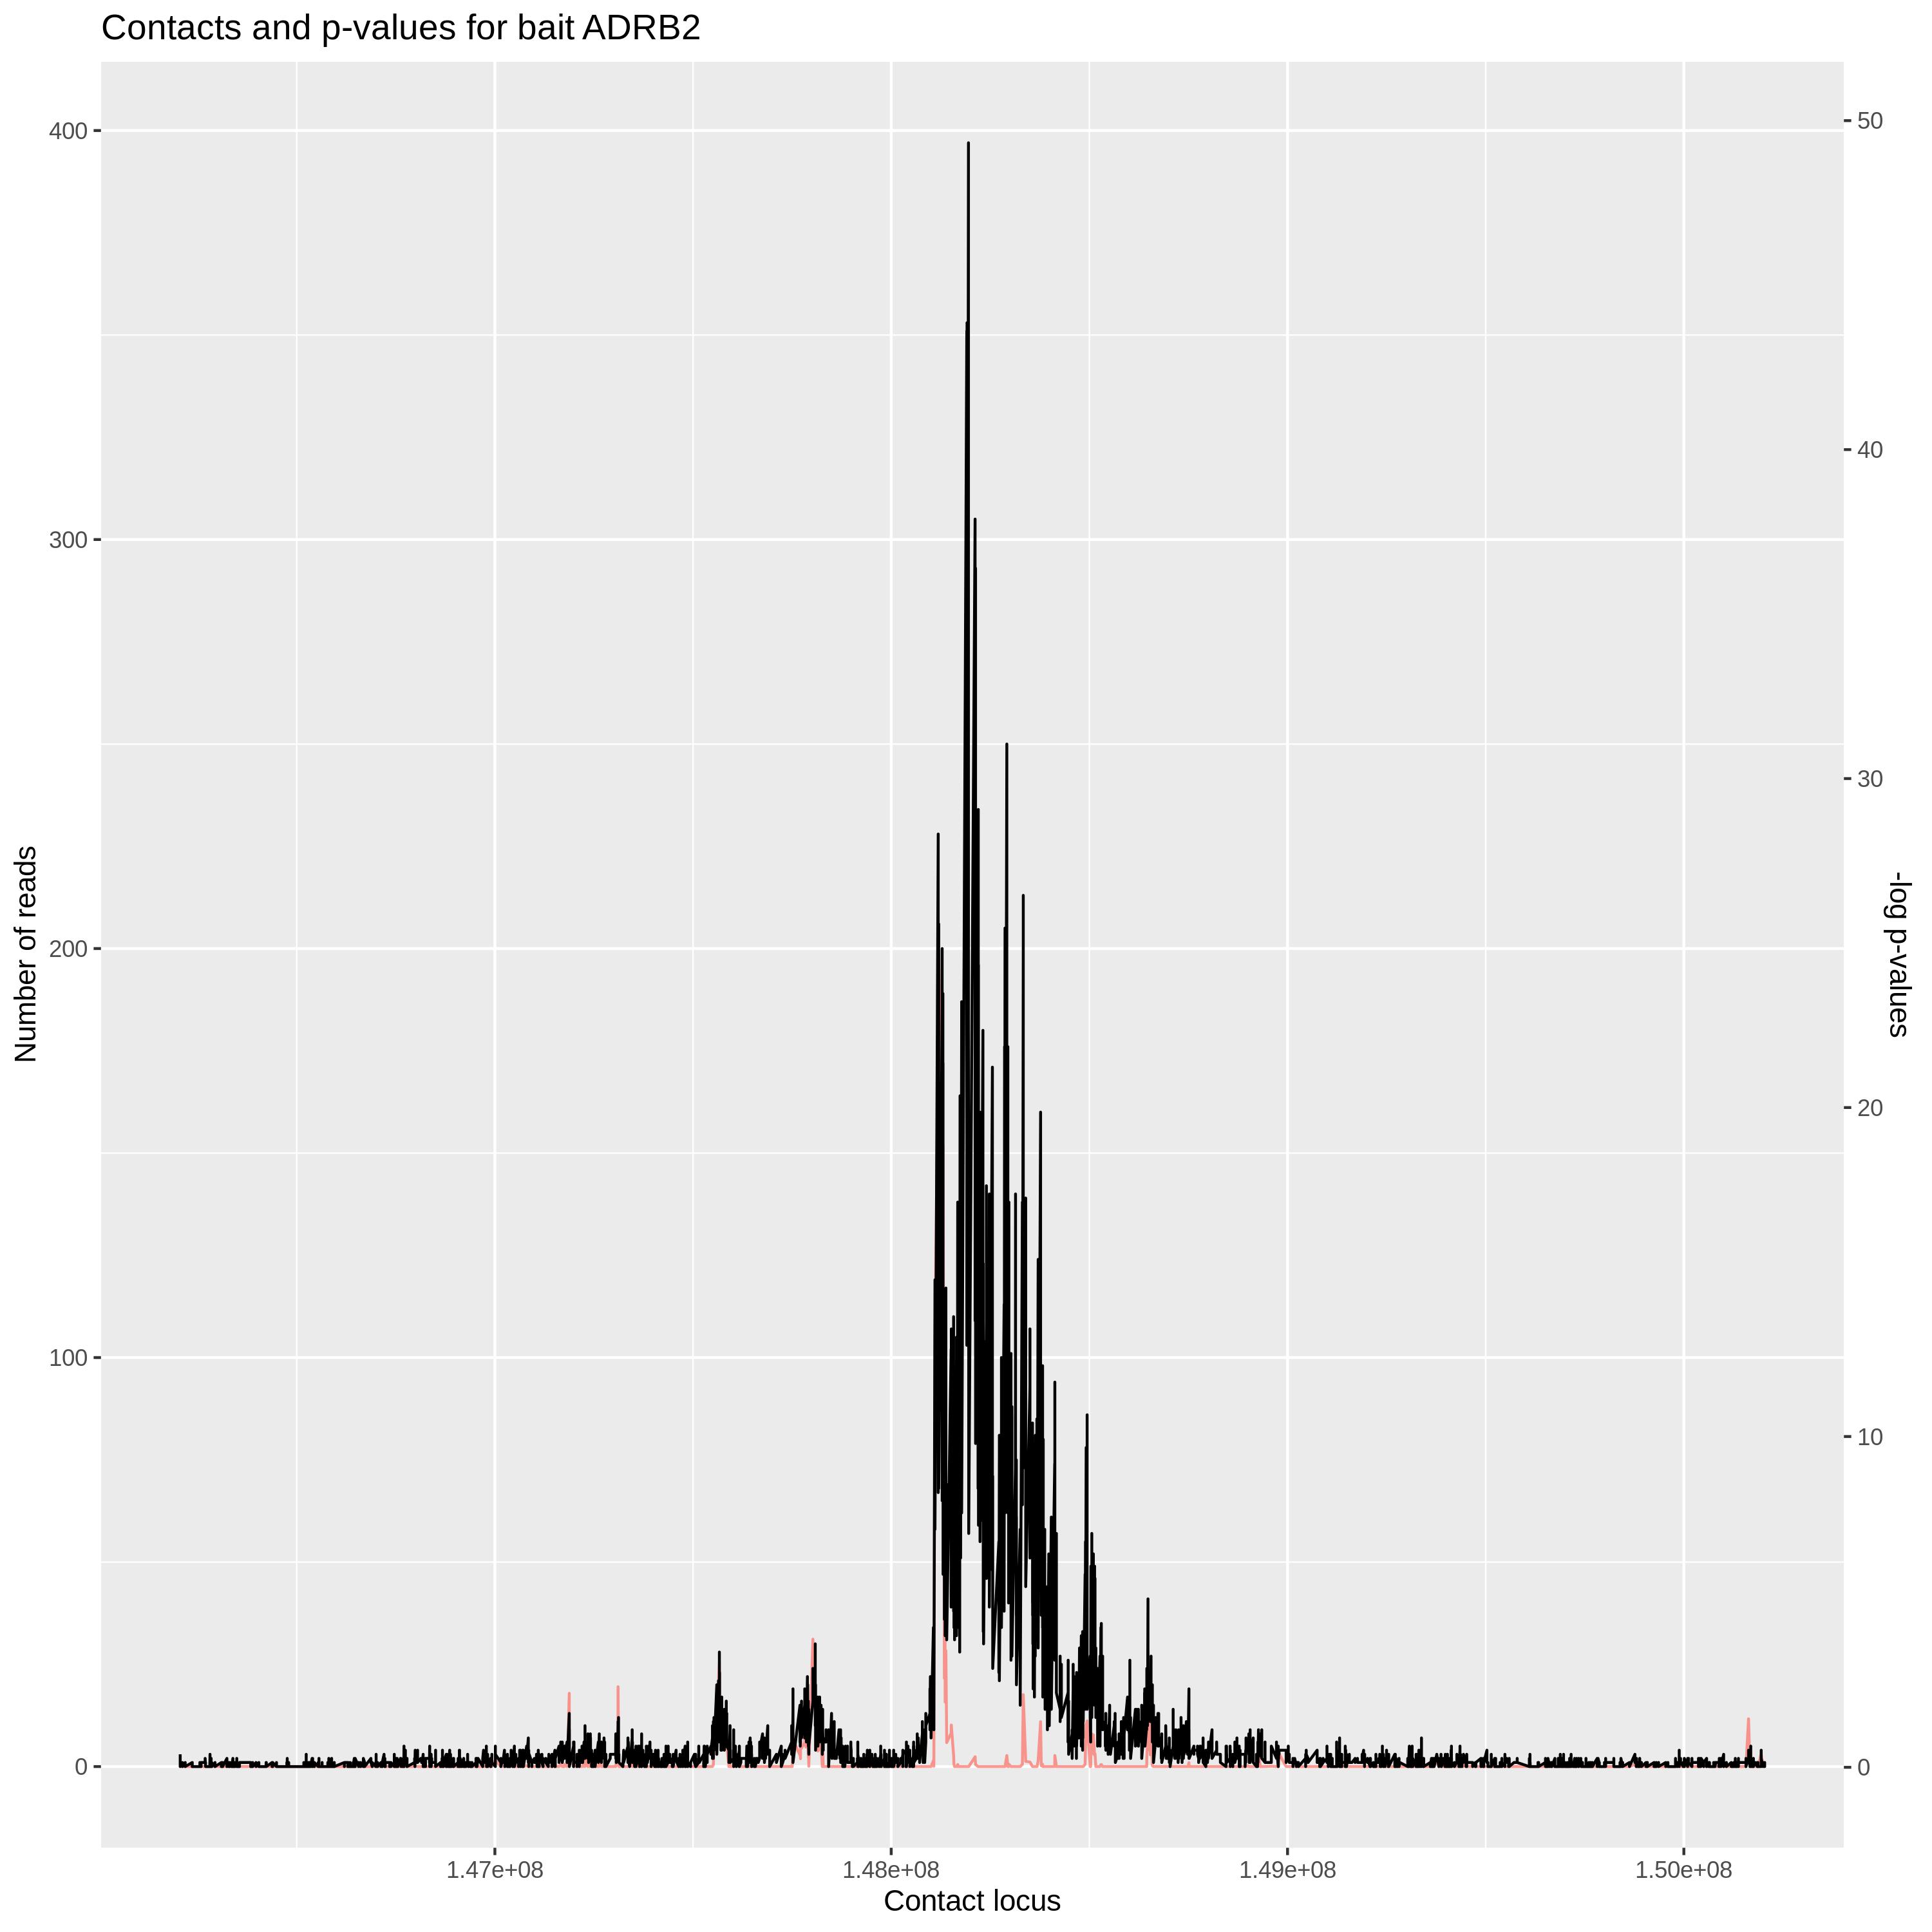 Contacts and p-values for bait ADRB2
400
300
200
100
0
Number of reads
50
40
30
20
10
0
-log p-values
1.47e+08
1.48e+08
1.49e+08
1.50e+08
Contact locus